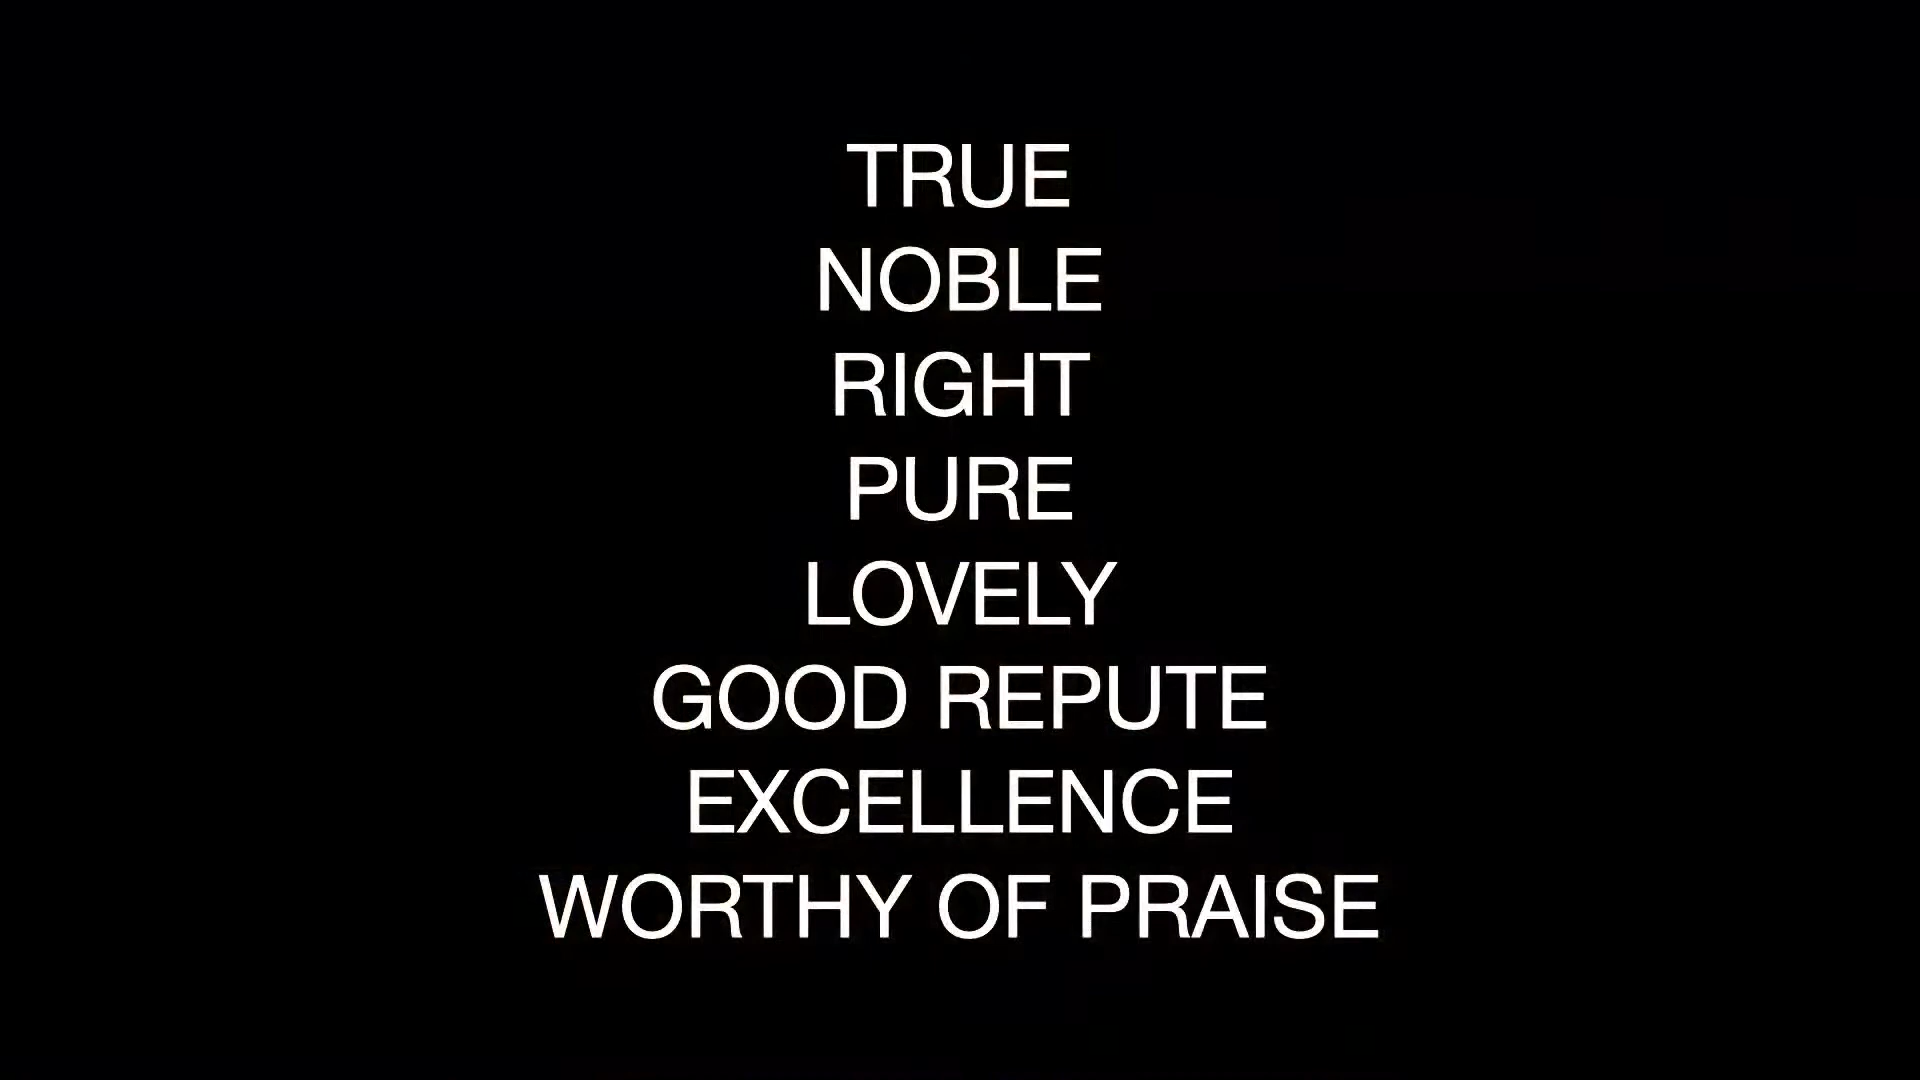 TRUE
NOBLE
RIGHT
PURE
LOVELY
GOOD REPUTE
EXCELLENCE
WORTHY OF PRAISE